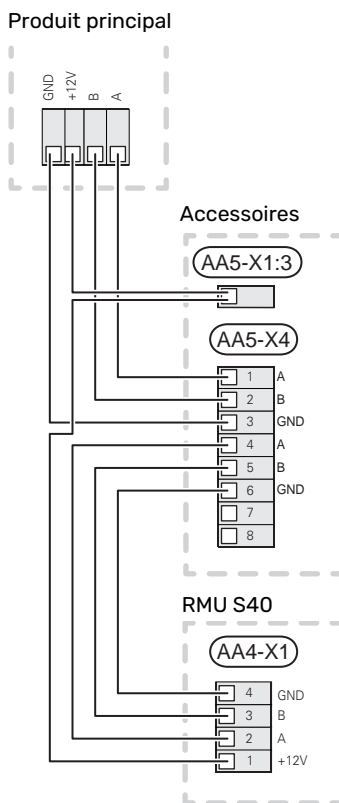 Produit principal
GND
+12V
B
A
Accessoires
AA5-X1:3
AA5-X4
1 A
2 B
3 GND
4 A
5 B
6 GND
7
8
RMU S40
AA4-X1
4 GND
3 B
2 A
1 +12V